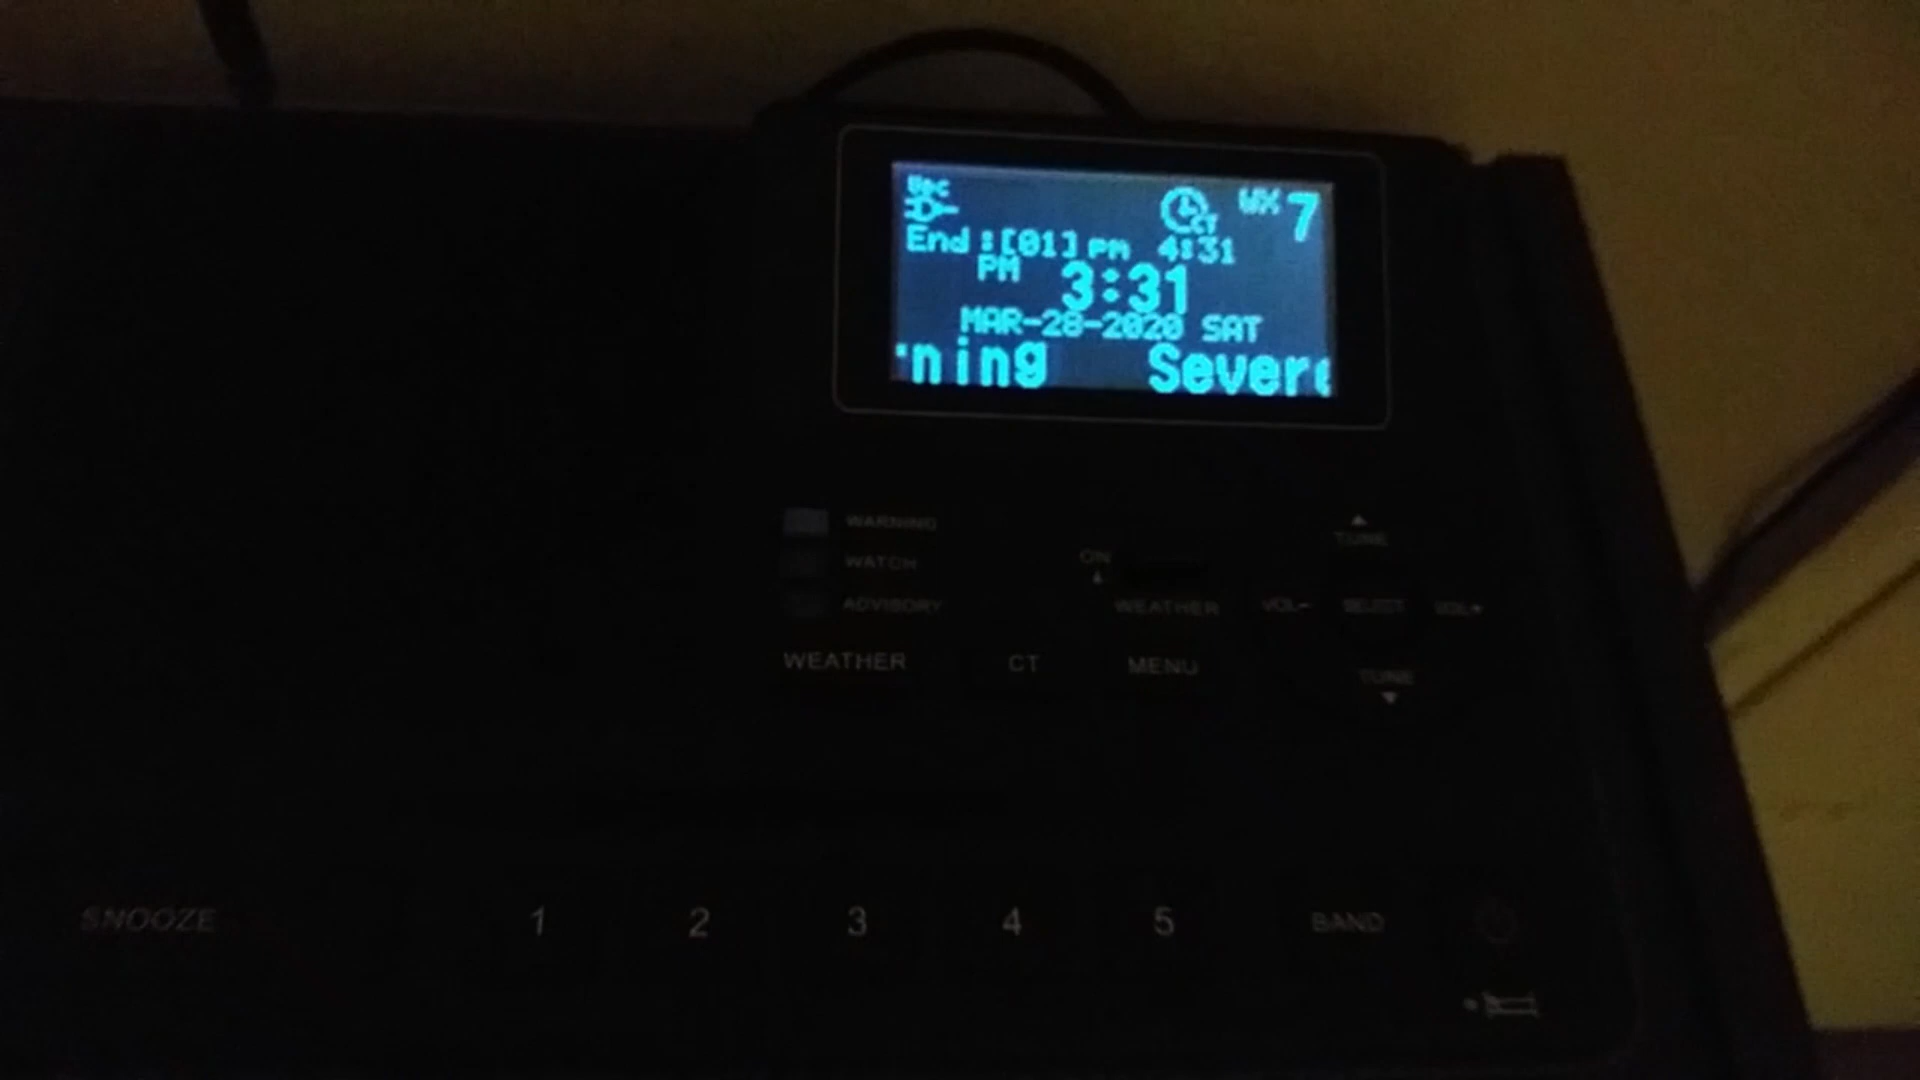 CT WX 7
End :[01] PM 4:31
PM 3:31
MAR-28-2020 SAT
ning Severe
WARNING
WATCH
ADVISORY
WEATHER CT MENU
ON
WEATHER
TUNE
VOL- SELECT VOL+
TUNE
SNOOZE 1 2 3 4 5 BAND